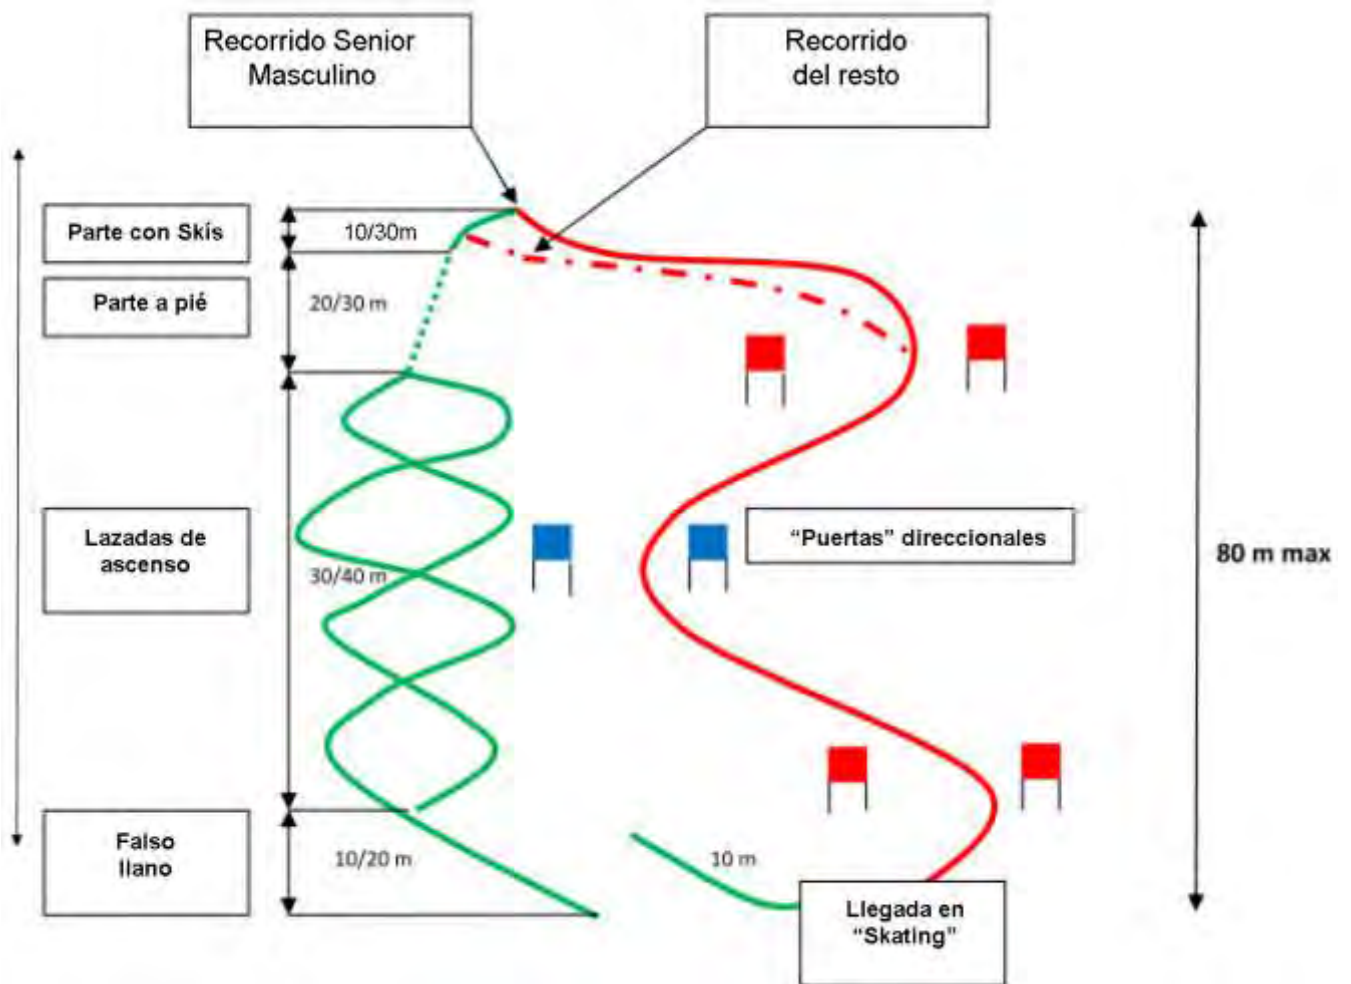 Recorrido Senior
Masculino
Recorrido
del resto
Parte con Skís
10/30m
Parte a pié
20/30 m
Lazadas de
ascenso
30/40 m
“Puertas” direccionales
80 m max
Falso
llano
10/20 m
10 m
Llegada en
“Skating”